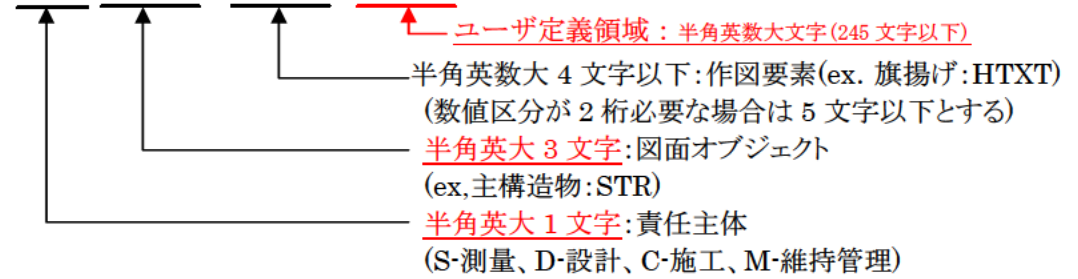 ユーザ定義領域：半角英数大文字(245 文字以下)
半角英数大 4 文字以下:作図要素(ex. 旗揚げ:HTXT)
(数値区分が 2 桁必要な場合は 5 文字以下とする)
半角英大 3 文字:図面オブジェクト
(ex,主構造物:STR)
半角英大 1 文字:責任主体
(S-測量、D-設計、C-施工、M-維持管理)